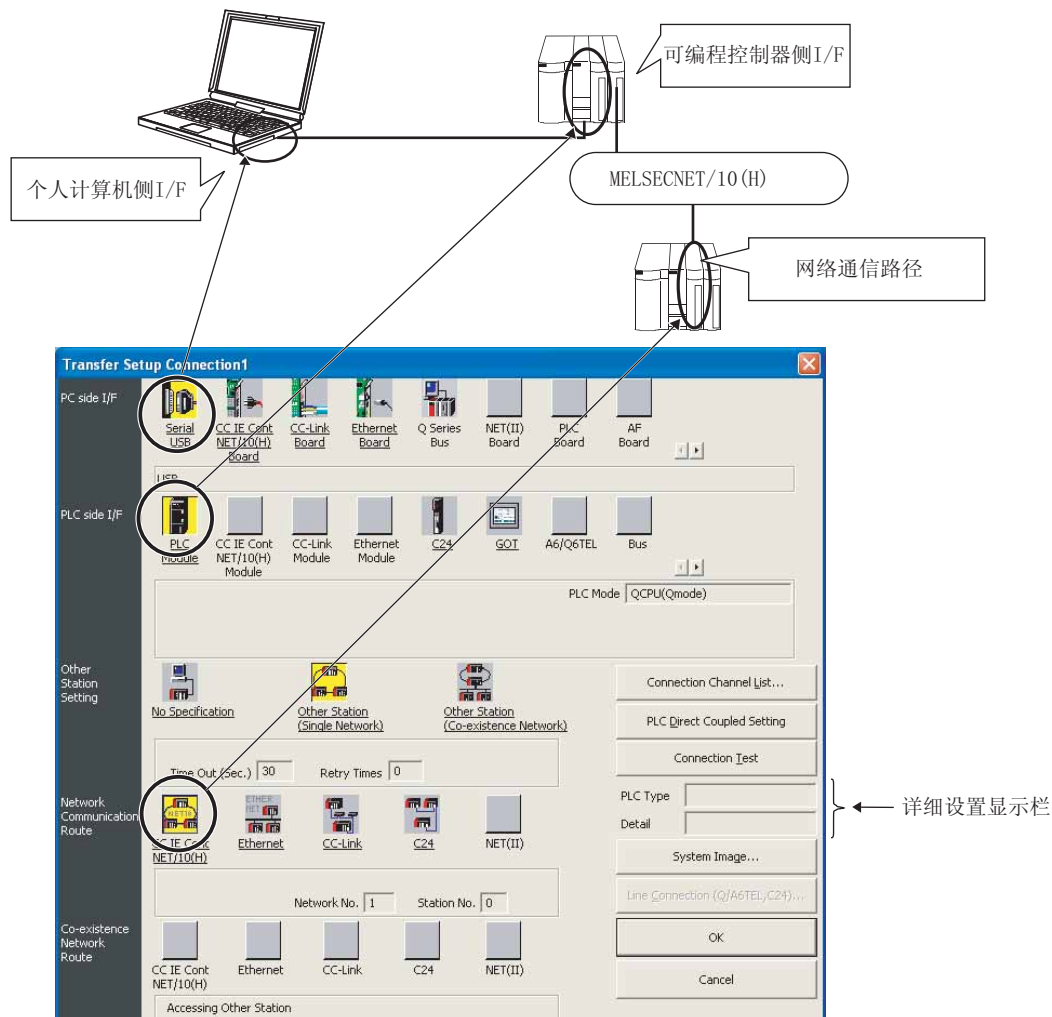 可编程控制器侧I/F
个人计算机侧I/F
MELSECNET/10(H)
网络通信路径
Transfer Setup Connection1
PC side I/F
Serial
USB
CC IE Cont
NET/10(H)
Board
CC-Link
Board
Ethernet
Board
Q Series
Bus
NET(II)
Board
PLC
Board
AF
Board
USB
PLC side I/F
PLC
Module
CC IE Cont
NET/10(H)
Module
CC-Link
Module
Ethernet
Module
C24
GOT
A6/Q6TEL
Bus
PLC Mode QCPU(Qmode)
Other
Station
Setting
No Specification
Other Station
(Single Network)
Other Station
(Co-existence Network)
Time Out (Sec.) 30 Retry Times 0
Connection Channel List...
PLC Direct Coupled Setting
Connection Test
PLC Type
Detail
详细设置显示栏
System Image...
Line Connection (Q/A6TEL,C24)...
OK
Cancel
Network
Communication
Route
NET10
CC IE Cont
NET/10(H)
ETHER
NET
Ethernet
CC-Link
C24
NET(II)
Network No. 1 Station No. 0
Co-existence
Network
Route
CC IE Cont
NET/10(H)
Ethernet
CC-Link
C24
NET(II)
Accessing Other Station